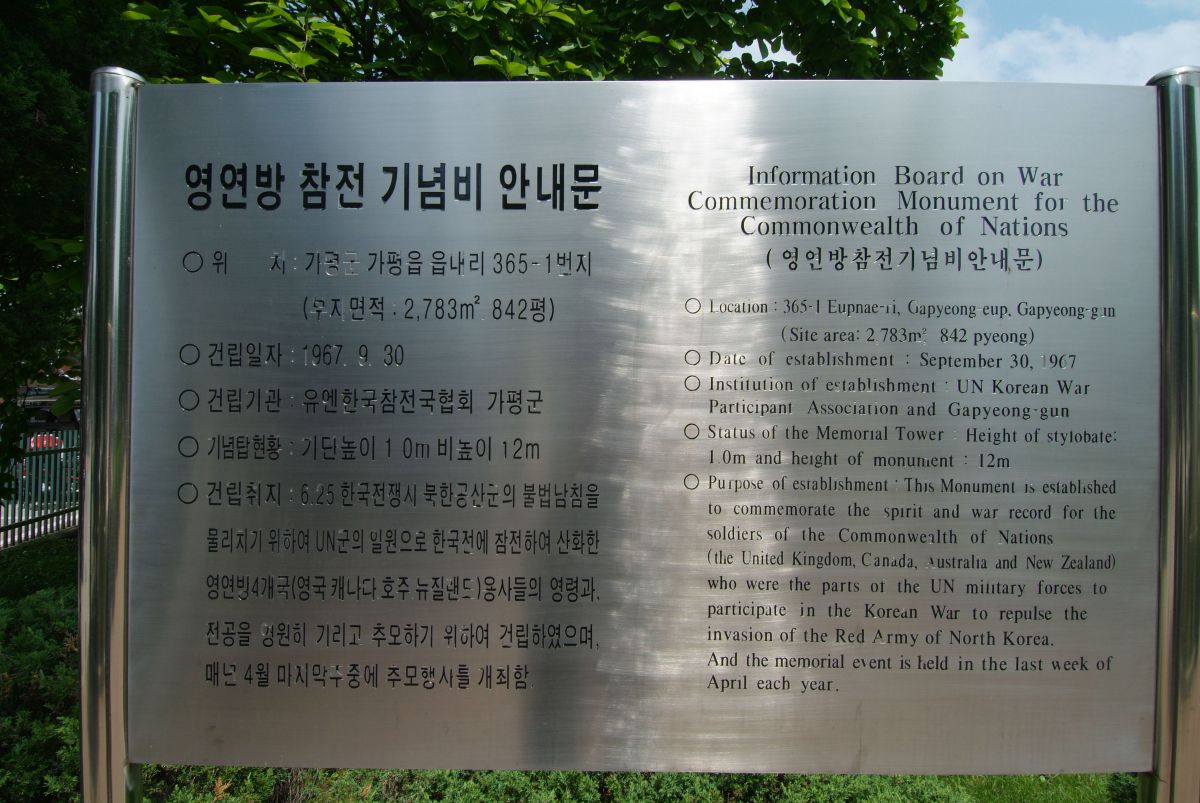 영연방 참전 기념비 안내문
○ 위 치 : 가평군 가평읍 읍내리 365-1번지
(부지면적 : 2,783㎡ 842평)
○ 건립일자 : 1967. 9. 30
○ 건립기관 : 유엔한국참전국협회 가평군
○ 기념탑현황 : 기단높이 1.0m 비높이 12m
○ 건립취지 : 6.25 한국전쟁시 북한공산군의 불법남침을
물리치기 위하여 UN군의 일원으로 한국전에 참전하여 산화한
영연방4개국(영국 캐나다 호주 뉴질랜드)용사들의 영령과,
전공을 영원히 기리고 추모하기 위하여 건립하였으며,
매년 4월 마지막주중에 추모행사를 개최함.
Information Board on War
Commemoration Monument for the
Commonwealth of Nations
(영연방참전기념비안내문)
○ Location : 365-1 Eupnae-ri, Gapyeong-eup, Gapyeong-gun
(Site area: 2,783㎡ 842 pyeong)
○ Date of establishment : September 30, 1967
○ Institution of establishment : UN Korean War
Participant Association and Gapyeong-gun
○ Status of the Memorial Tower : Height of stylobate:
1.0m and height of monument : 12m
○ Purpose of establishment : This Monument is established
to commemorate the spirit and war record for the
soldiers of the Commonwealth of Nations
(the United Kingdom, Canada, Australia and New Zealand)
who were the parts of the UN military forces to
participate in the Korean War to repulse the
invasion of the Red Army of North Korea.
And the memorial event is held in the last week of
April each year.